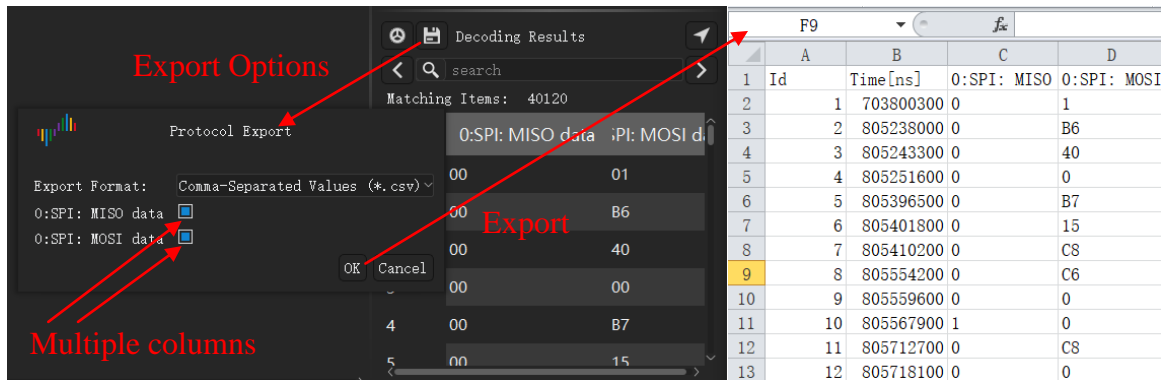 Export Options
Decoding Results
search
Matching Items: 40120
0:SPI: MISO data
00 01
00 B6
00 40
00 00
4 00 B7
5 00 15
Protocol Export
Export Format: Comma-Separated Values (*.csv)
0:SPI: MISO data
0:SPI: MOSI data
OK Cancel
Multiple columns
Export
F9 fx
A B C D
1 Id Time[ns] 0:SPI: MISO 0:SPI: MOSI
2 1 703800300 0 1
3 2 805238000 0 B6
4 3 805243300 0 40
5 4 805251600 0 0
6 5 805396500 0 B7
7 6 805401800 0 15
8 7 805410200 0 C8
9 8 805554200 0 C6
10 9 805559600 0 0
11 10 805567900 1 0
12 11 805712700 0 C8
13 12 805718100 0 0